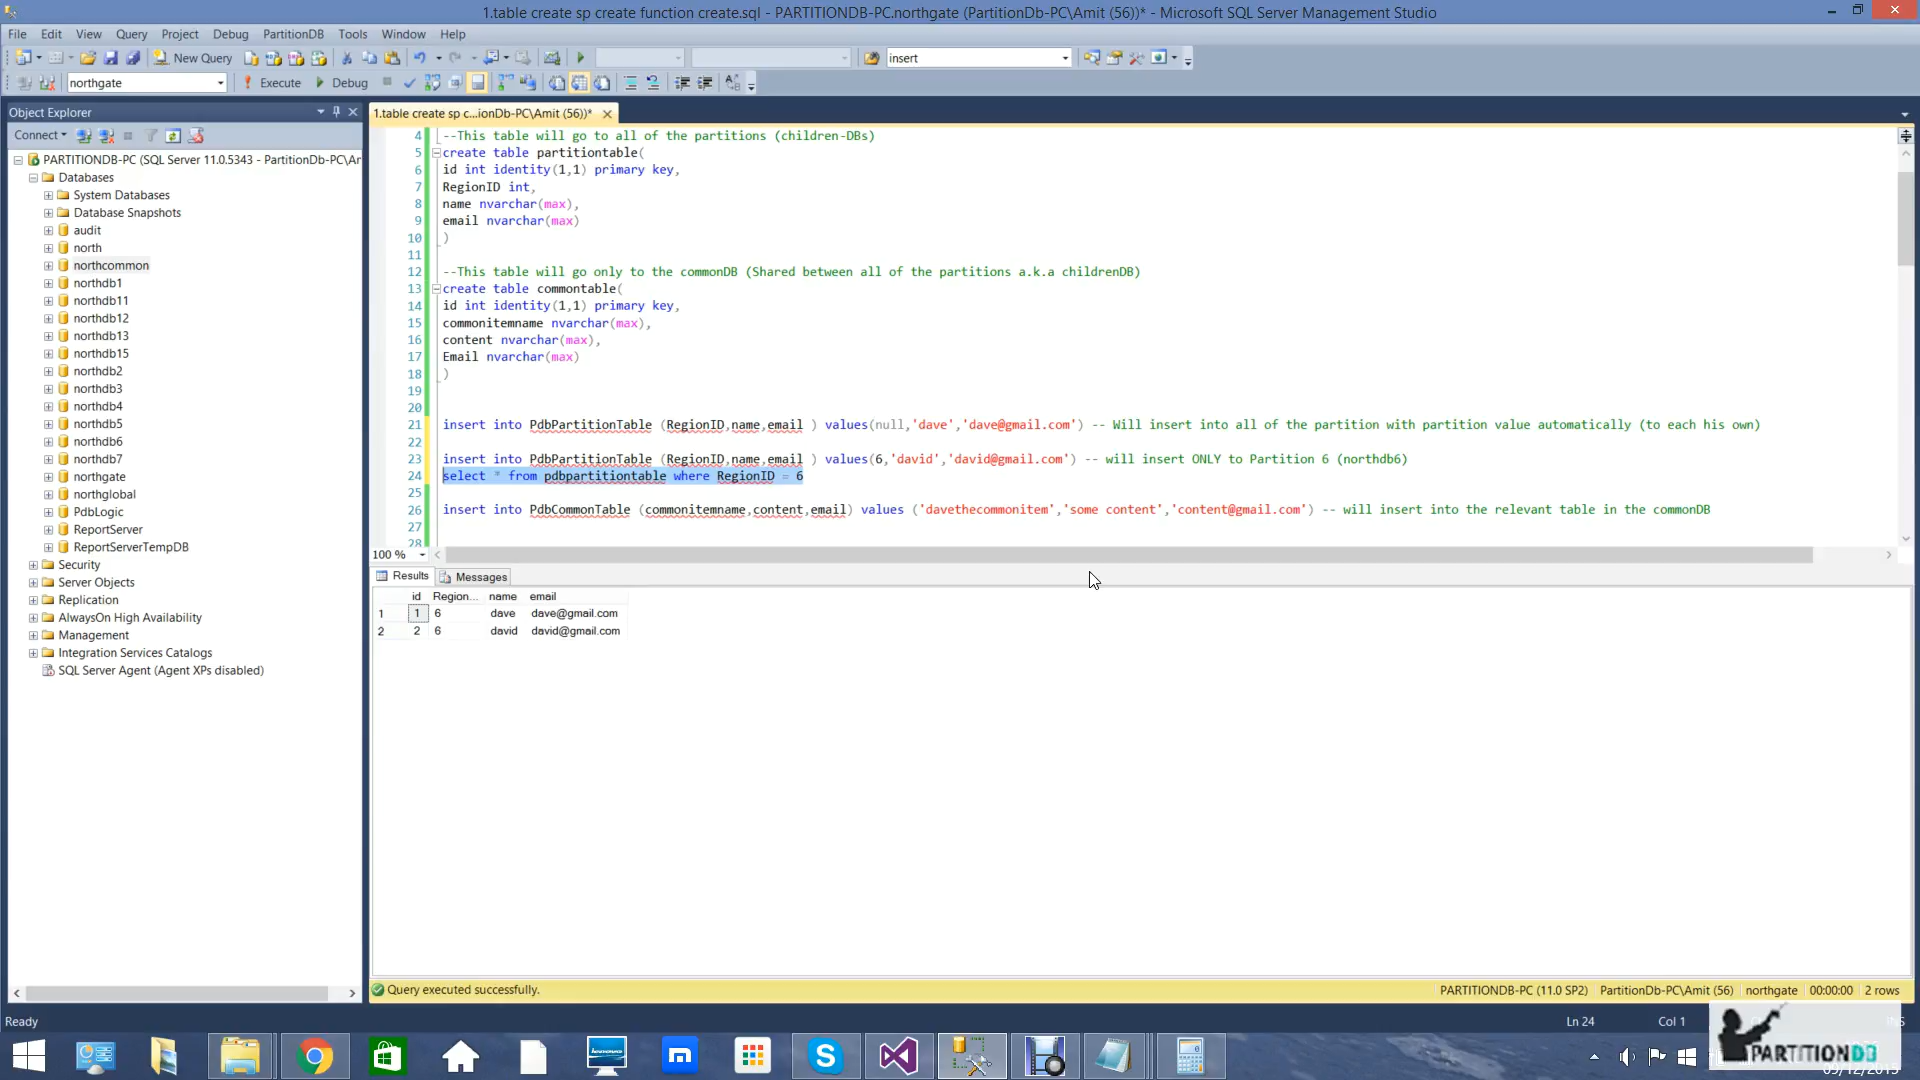 1.table create sp create function create.sql - PARTITIONDB-PC.northgate (PartitionDb-PC\Amit (56))* - Microsoft SQL Server Management Studio
File Edit View Query Project Debug PartitionDB Tools Window Help
New Query insert
northgate Execute Debug
Object Explorer
Connect
PARTITIONDB-PC (SQL Server 11.0.5343 - PartitionDb-PC\Ar
Databases
System Databases
Database Snapshots
audit
north
northcommon
northdb1
northdb11
northdb12
northdb13
northdb15
northdb2
northdb3
northdb4
northdb5
northdb6
northdb7
northgate
northglobal
PdbLogic
ReportServer
ReportServerTempDB
Security
Server Objects
Replication
AlwaysOn High Availability
Management
Integration Services Catalogs
SQL Server Agent (Agent XPs disabled)
1.table create sp c...ionDb-PC\Amit (56))*
4 --This table will go to all of the partitions (children-DBs)
5 create table partitiontable(
6 id int identity(1,1) primary key,
7 RegionID int,
8 name nvarchar(max),
9 email nvarchar(max)
10 )
11
12 --This table will go only to the commonDB (Shared between all of the partitions a.k.a childrenDB)
13 create table commontable(
14 id int identity(1,1) primary key,
15 commonitemname nvarchar(max),
16 content nvarchar(max),
17 Email nvarchar(max)
18 )
19
20
21 insert into PdbPartitionTable (RegionID,name,email ) values(null,'dave','dave@gmail.com') -- Will insert into all of the partition with partition value automatically (to each his own)
22
23 insert into PdbPartitionTable (RegionID,name,email ) values(6,'david','david@gmail.com') -- will insert ONLY to Partition 6 (northdb6)
24 select * from pdbpartitiontable where RegionID = 6
25
26 insert into PdbCommonTable (commonitemname,content,email) values ('davethecommonitem','some content','content@gmail.com') -- will insert into the relevant table in the commonDB
27
28
100 %
Results Messages
id Region... name email
1 1 6 dave dave@gmail.com
2 2 6 david david@gmail.com
Query executed successfully. PARTITIONDB-PC (11.0 SP2) PartitionDb-PC\Amit (56) northgate 00:00:00 2 rows
Ready Ln 24 Col 1
PARTITIONDB
09/12/2015